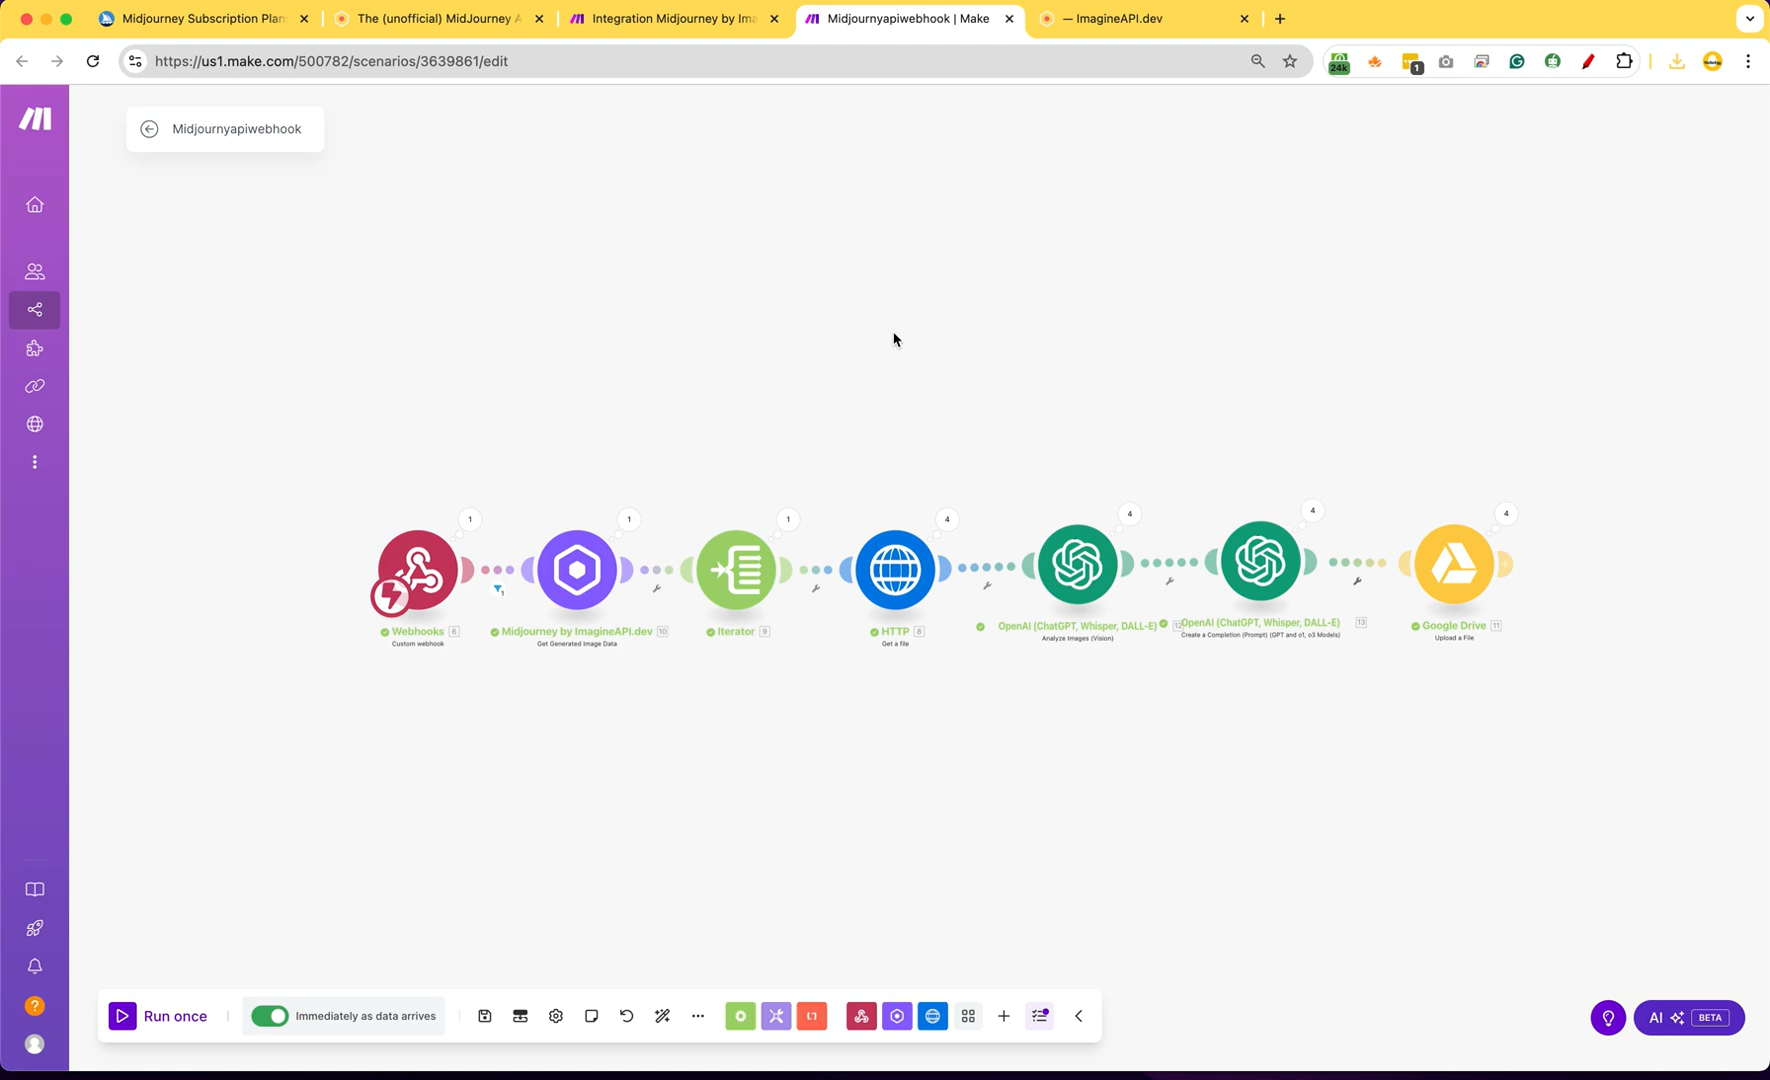 Midjourney Subscription Plan
The (unofficial) MidJourney A
Integration Midjourney by Ima
Midjournyapiwebhook | Make
— ImagineAPI.dev
https://us1.make.com/500782/scenarios/3639861/edit
24k
1
Midjournyapiwebhook
1
1
1
4
4
4
4
1
Webhooks 6
Custom webhook
Midjourney by ImagineAPI.dev 10
Get Generated Image Data
Iterator 9
HTTP 8
Get a file
OpenAI (ChatGPT, Whisper, DALL-E) 12
Analyze Images (Vision)
OpenAI (ChatGPT, Whisper, DALL-E) 13
Create a Completion (Prompt) (GPT and o1, o3 Models)
Google Drive 11
Upload a File
Run once
Immediately as data arrives
AI BETA